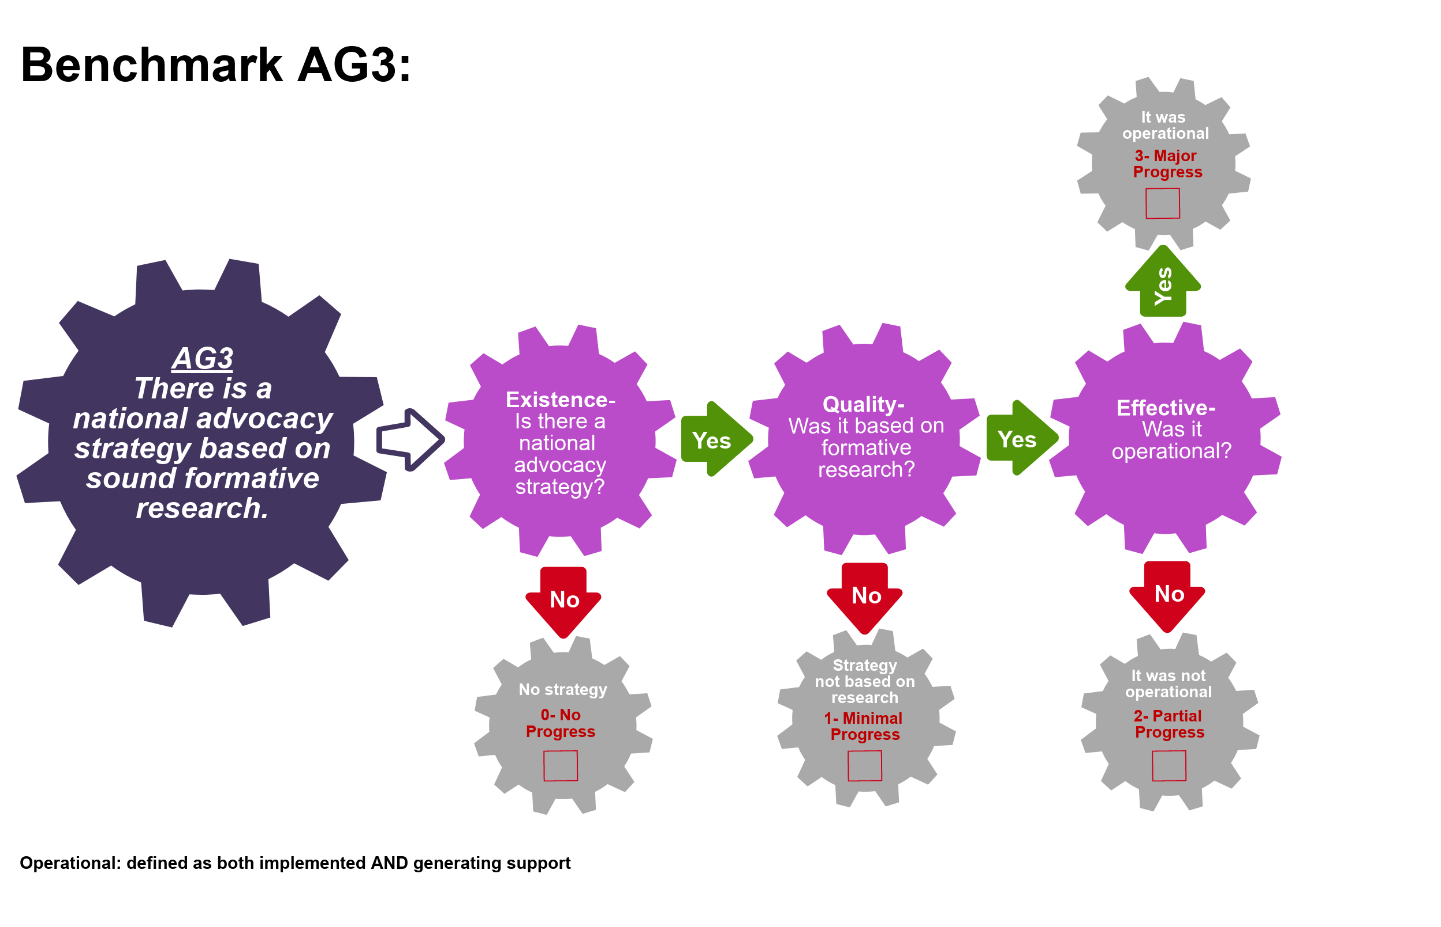 Benchmark AG3:
AG3
There is a
national advocacy
strategy based on
sound formative
research.
Existence-
Is there a
national
advocacy
strategy?
Yes
Quality-
Was it based on
formative
research?
Yes
Effective-
Was it
operational?
Yes
It was
operational
3- Major
Progress
No
No strategy
0- No
Progress
No
Strategy
not based on
research
1- Minimal
Progress
No
It was not
operational
2- Partial
Progress
Operational: defined as both implemented AND generating support